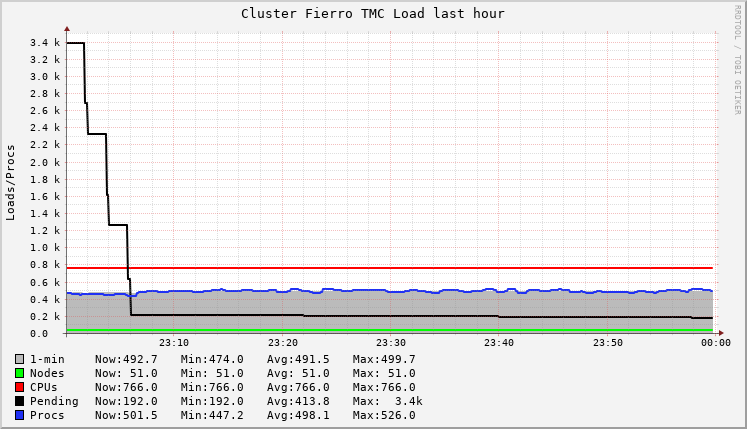 Cluster Fierro TMC Load last hour
RRDTOOL / TOBI OETIKER
Loads/Procs
3.4 k
3.2 k
3.0 k
2.8 k
2.6 k
2.4 k
2.2 k
2.0 k
1.8 k
1.6 k
1.4 k
1.2 k
1.0 k
0.8 k
0.6 k
0.4 k
0.2 k
0.0
23:10 23:20 23:30 23:40 23:50 00:00
1-min Now:492.7 Min:474.0 Avg:491.5 Max:499.7
Nodes Now: 51.0 Min: 51.0 Avg: 51.0 Max: 51.0
CPUs Now:766.0 Min:766.0 Avg:766.0 Max:766.0
Pending Now:192.0 Min:192.0 Avg:413.8 Max: 3.4k
Procs Now:501.5 Min:447.2 Avg:498.1 Max:526.0